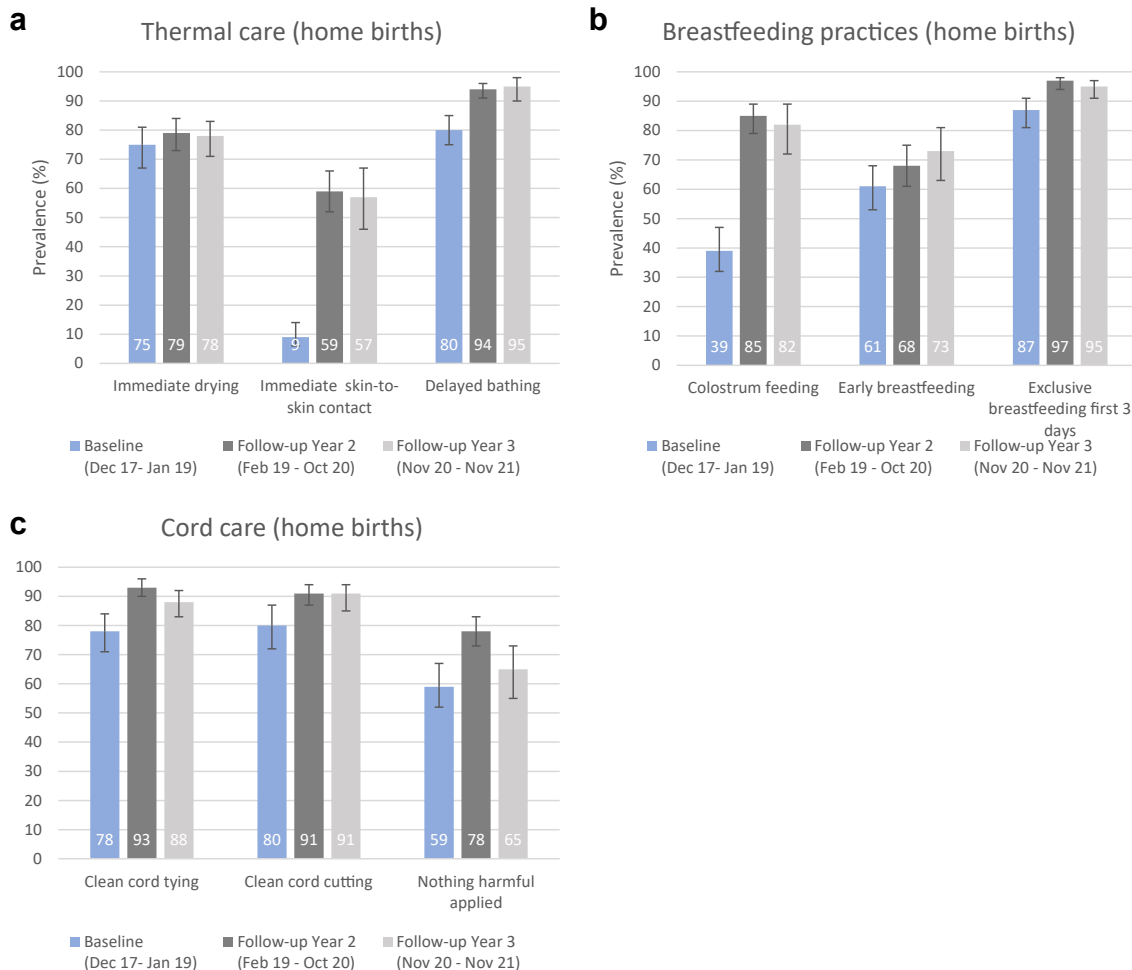 a
Thermal care (home births)
Prevalence (%)
100
90
80
70
60
50
40
30
20
10
0
75 79 78 9 59 57 80 94 95
Immediate drying Immediate skin-to- Delayed bathing
skin contact
Baseline Follow-up Year 2 Follow-up Year 3
(Dec 17- Jan 19) (Feb 19 - Oct 20) (Nov 20 - Nov 21)
b
Breastfeeding practices (home births)
Prevalence (%)
100
90
80
70
60
50
40
30
20
10
0
39 85 82 61 68 73 87 97 95
Colostrum feeding Early breastfeeding Exclusive
breastfeeding first 3
days
Baseline Follow-up Year 2 Follow-up Year 3
(Dec 17- Jan 19) (Feb 19 - Oct 20) (Nov 20 - Nov 21)
c
Cord care (home births)
100
90
80
70
60
50
40
30
20
10
0
78 93 88 80 91 91 59 78 65
Clean cord tying Clean cord cutting Nothing harmful
applied
Baseline Follow-up Year 2 Follow-up Year 3
(Dec 17- Jan 19) (Feb 19 - Oct 20) (Nov 20 - Nov 21)